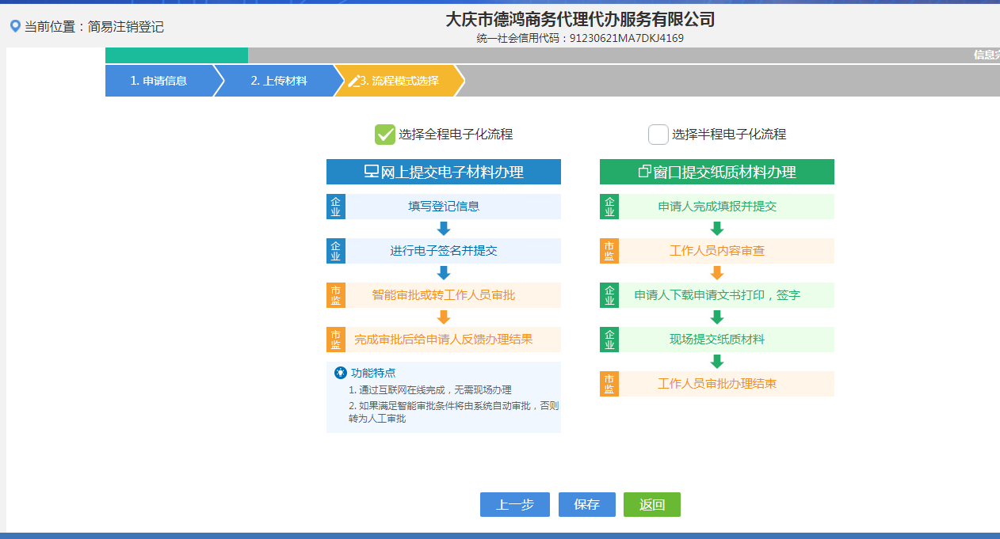 当前位置：简易注销登记
大庆市德鸿商务代理代办服务有限公司
统一社会信用代码：91230621MA7DKJ4169
信息完
1. 申请信息
2. 上传材料
3. 流程模式选择
选择全程电子化流程
选择半程电子化流程
网上提交电子材料办理
企业
填写登记信息
企业
进行电子签名并提交
市监
智能审批或转工作人员审批
市监
完成审批后给申请人反馈办理结果
功能特点
1. 通过互联网在线完成，无需现场办理
2. 如果满足智能审批条件将由系统自动审批，否则
转为人工审批
窗口提交纸质材料办理
企业
申请人完成填报并提交
市监
工作人员内容审查
企业
申请人下载申请文书打印，签字
企业
现场提交纸质材料
市监
工作人员审批办理结束
上一步
保存
返回